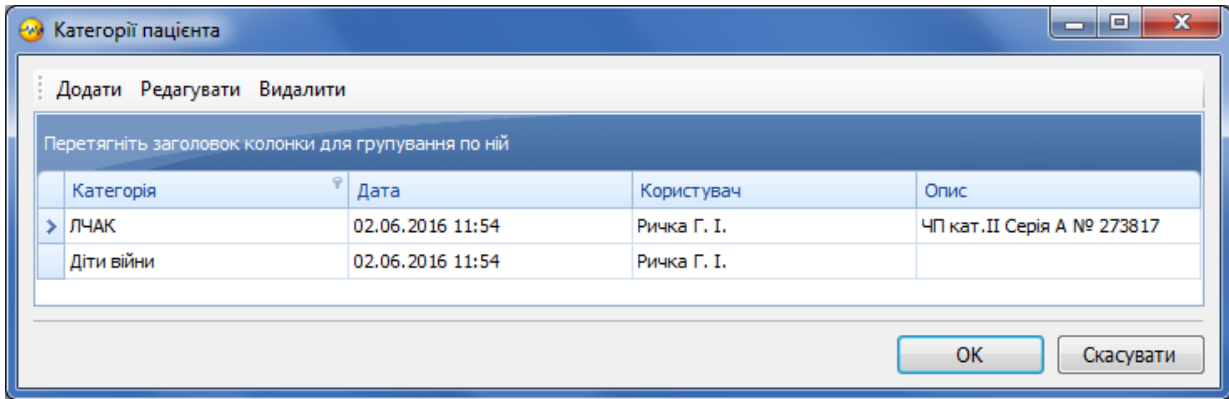 Категорії пацієнта
Додати Редагувати Видалити
Перетягніть заголовок колонки для групування по ній
Категорія Дата Користувач Опис
ЛЧАК 02.06.2016 11:54 Ричка Г. І. ЧП кат.II Серія А № 273817
Діти війни 02.06.2016 11:54 Ричка Г. І.
ОК Скасувати